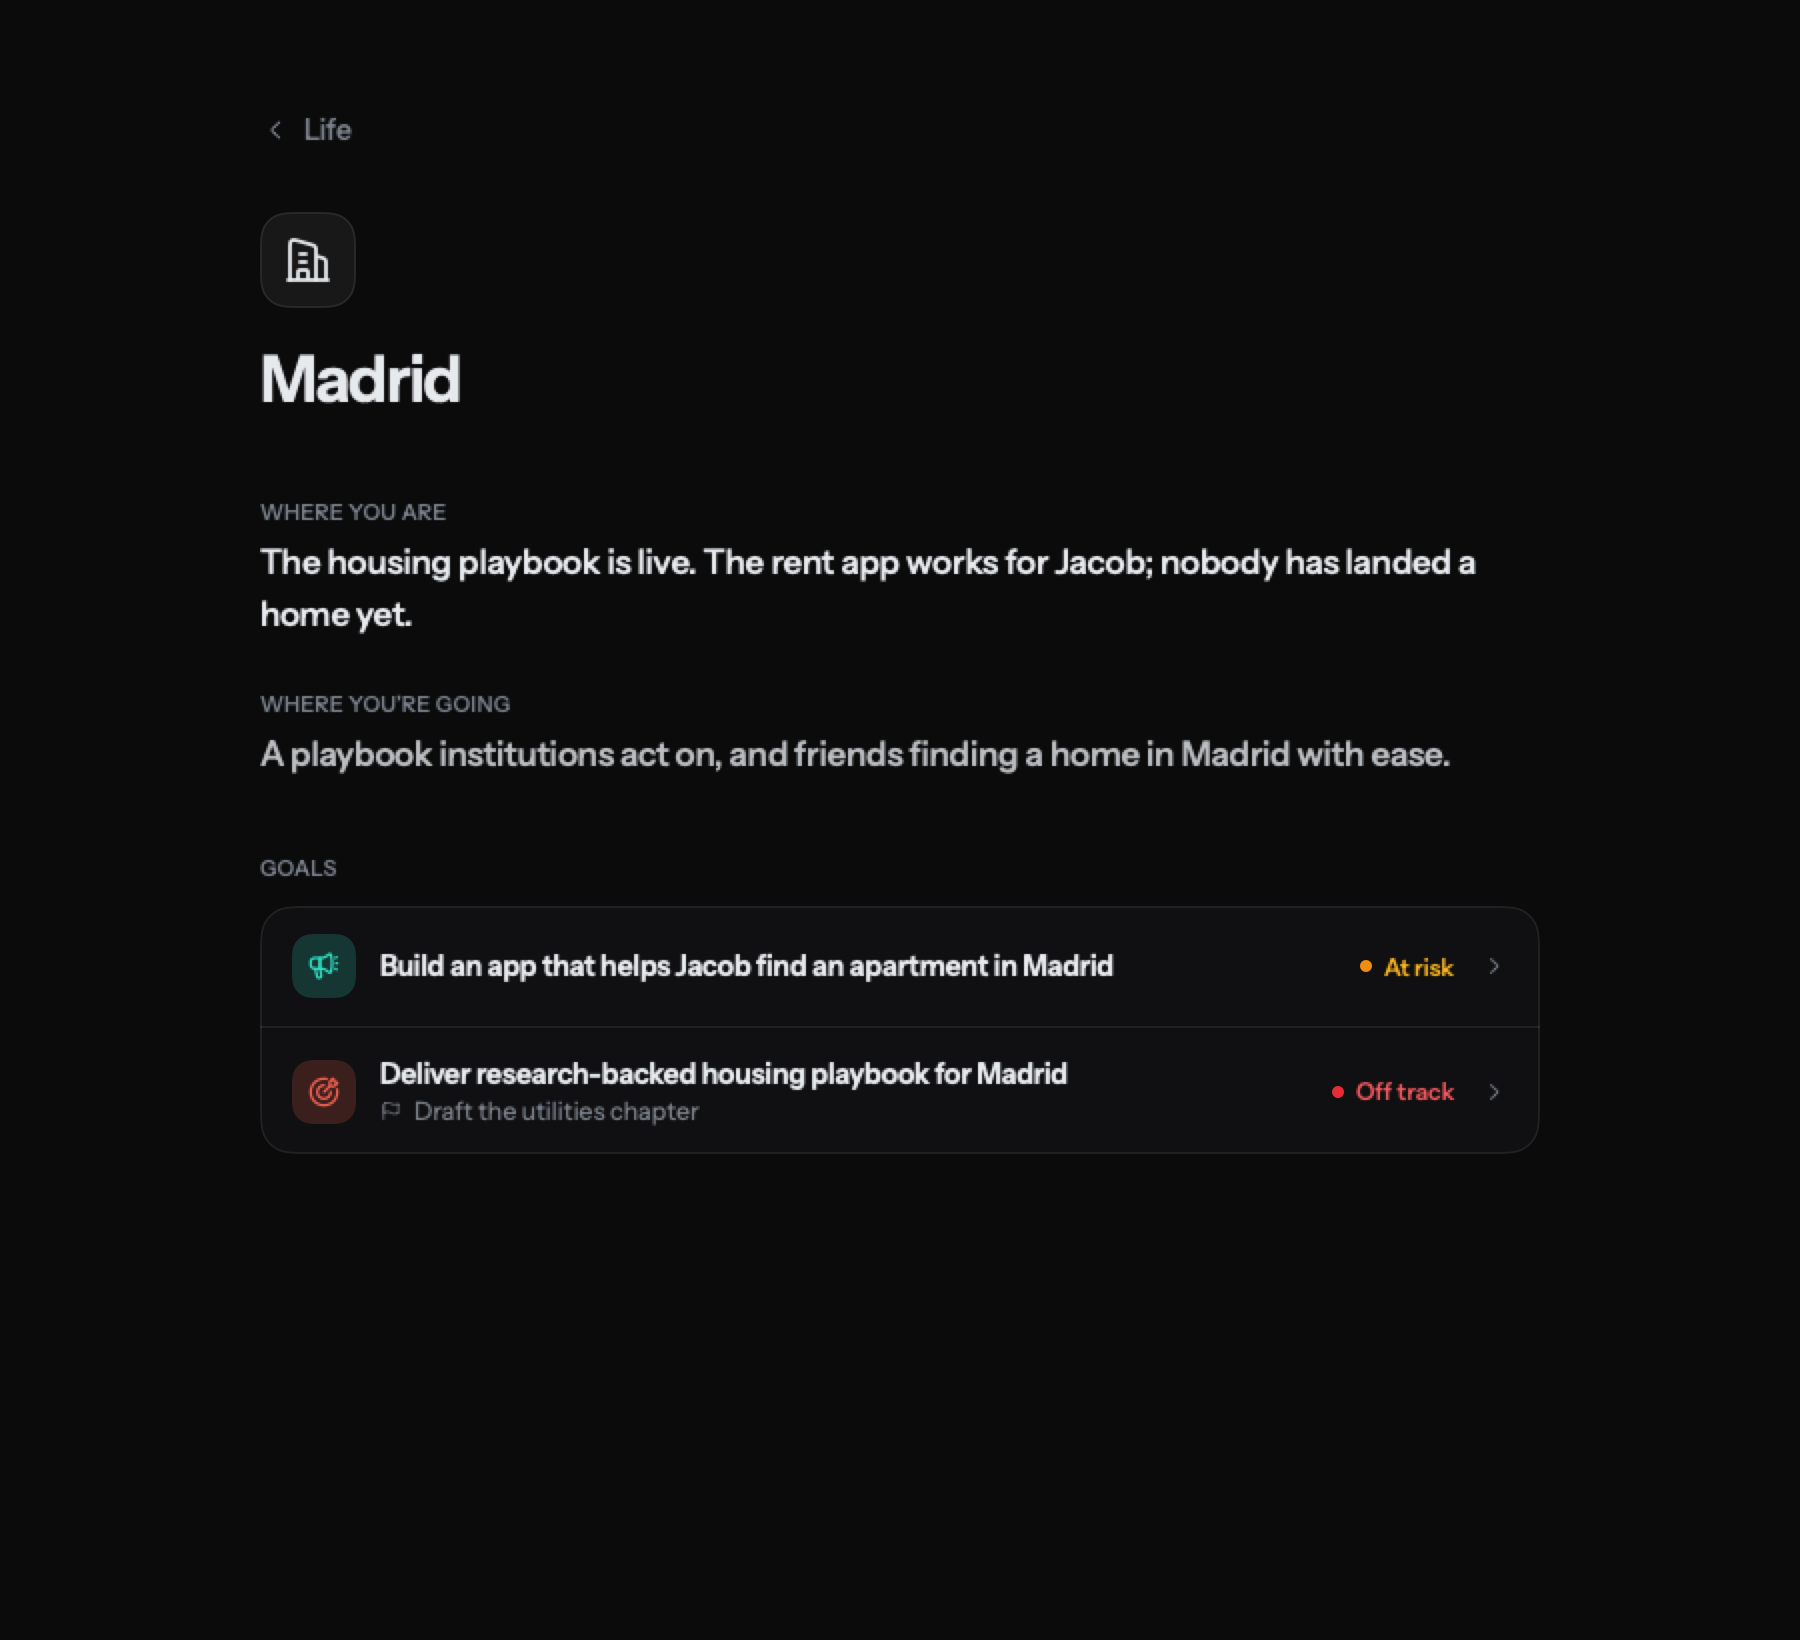 Life
Madrid
WHERE YOU ARE
The housing playbook is live. The rent app works for Jacob; nobody has landed a
home yet.
WHERE YOU'RE GOING
A playbook institutions act on, and friends finding a home in Madrid with ease.
GOALS
Build an app that helps Jacob find an apartment in Madrid
At risk
Deliver research-backed housing playbook for Madrid
Draft the utilities chapter
Off track